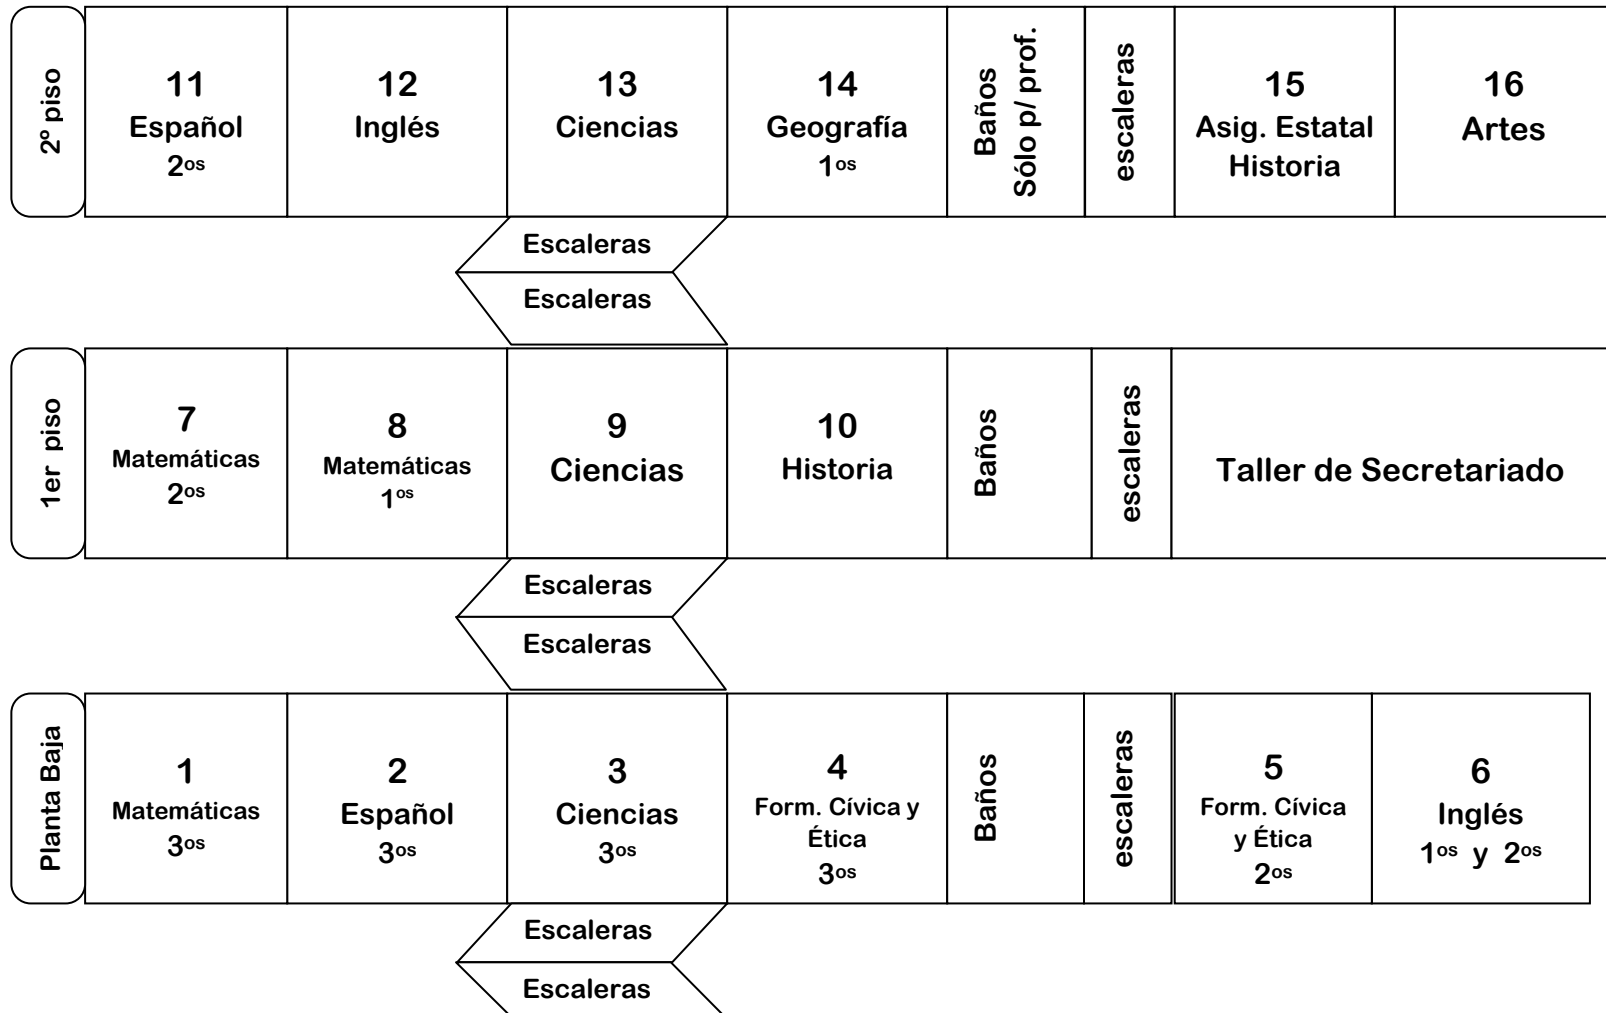 2º piso
11
Español
2os
12
Inglés
13
Ciencias
14
Geografía
1os
Baños
Sólo p/ prof.
escaleras
15
Asig. Estatal
Historia
16
Artes
Escaleras
Escaleras
1er piso
7
Matemáticas
2os
8
Matemáticas
1os
9
Ciencias
10
Historia
Baños
escaleras
Taller de Secretariado
Escaleras
Escaleras
Planta Baja
1
Matemáticas
3os
2
Español
3os
3
Ciencias
3os
4
Form. Cívica y
Ética
3os
Baños
escaleras
5
Form. Cívica
y Ética
2os
6
Inglés
1os y 2os
Escaleras
Escaleras